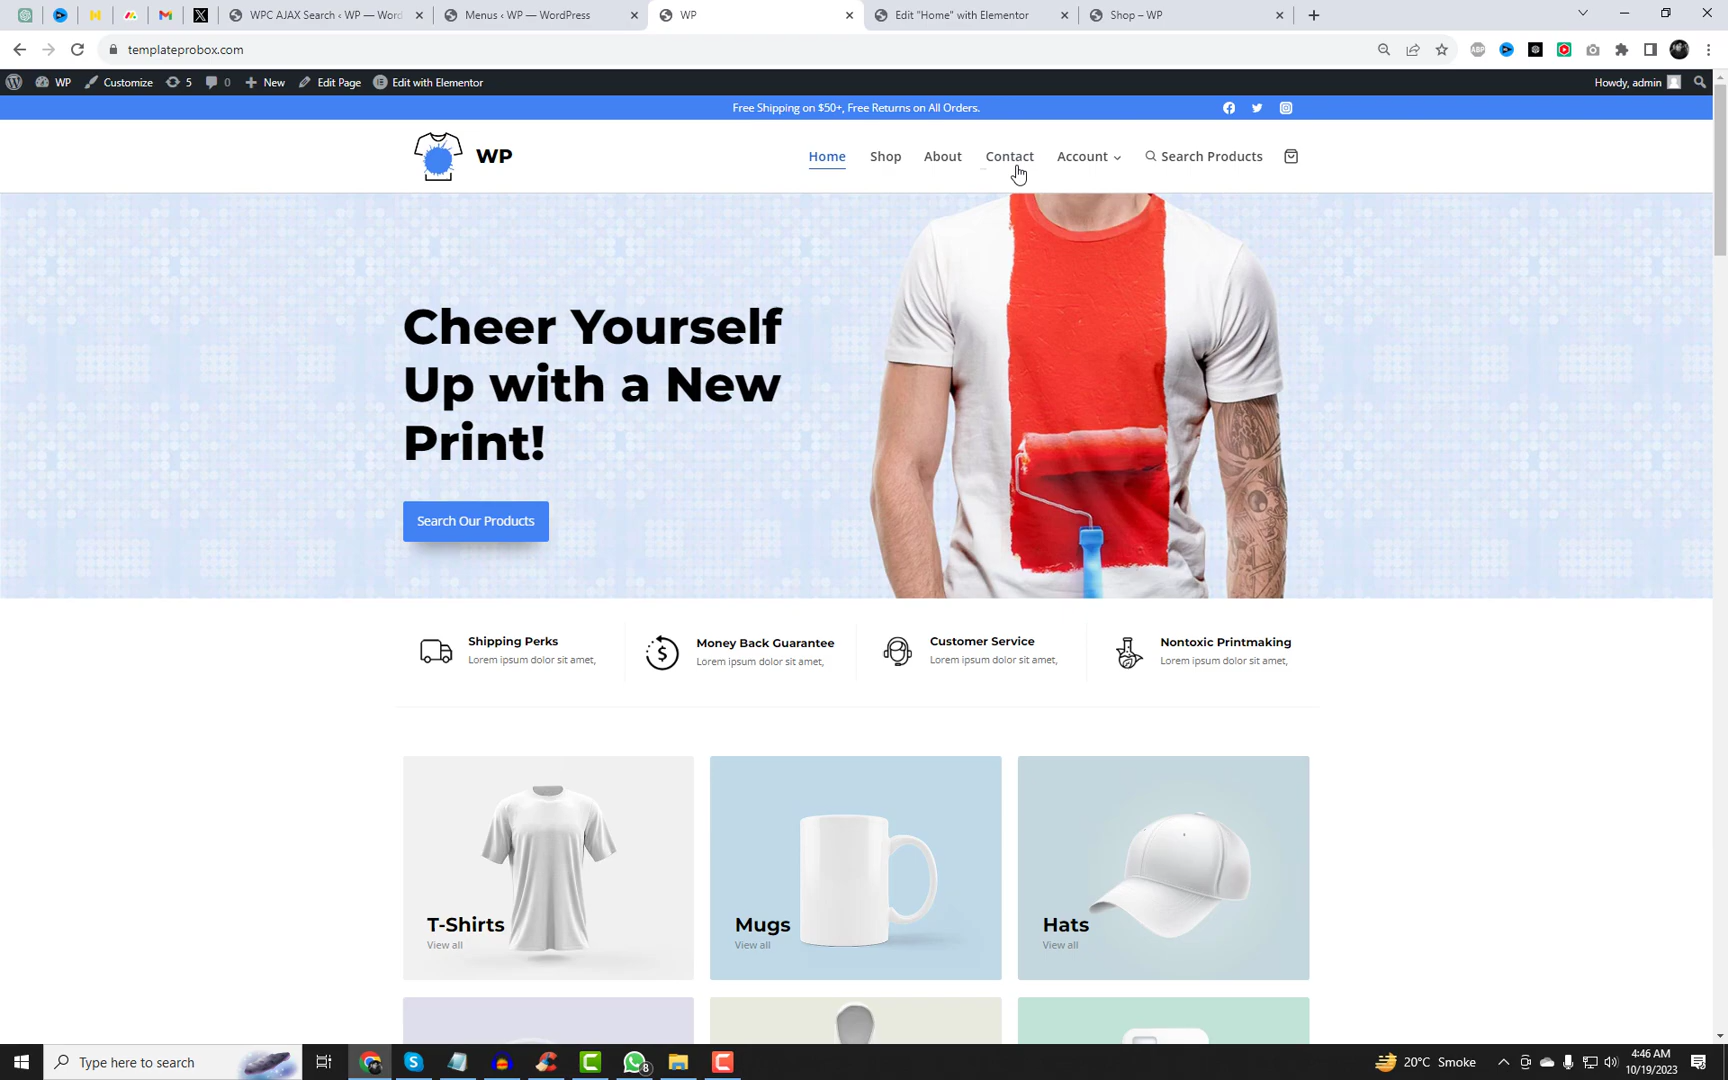 WPC AJAX Search ‹ WP — Word
Menus ‹ WP — WordPress
WP
Edit "Home" with Elementor
Shop – WP
templateprobox.com
WP
Customize
5
0
New
Edit Page
Edit with Elementor
Howdy, admin
Free Shipping on $50+, Free Returns on All Orders.
WP
Home
Shop
About
Contact
Account
Search Products
Cheer Yourself
Up with a New
Print!
Search Our Products
Shipping Perks
Lorem ipsum dolor sit amet,
Money Back Guarantee
Lorem ipsum dolor sit amet,
Customer Service
Lorem ipsum dolor sit amet,
Nontoxic Printmaking
Lorem ipsum dolor sit amet,
T-Shirts
View all
Mugs
View all
Hats
View all
Type here to search
8
20°C Smoke
4:46 AM
10/19/2023